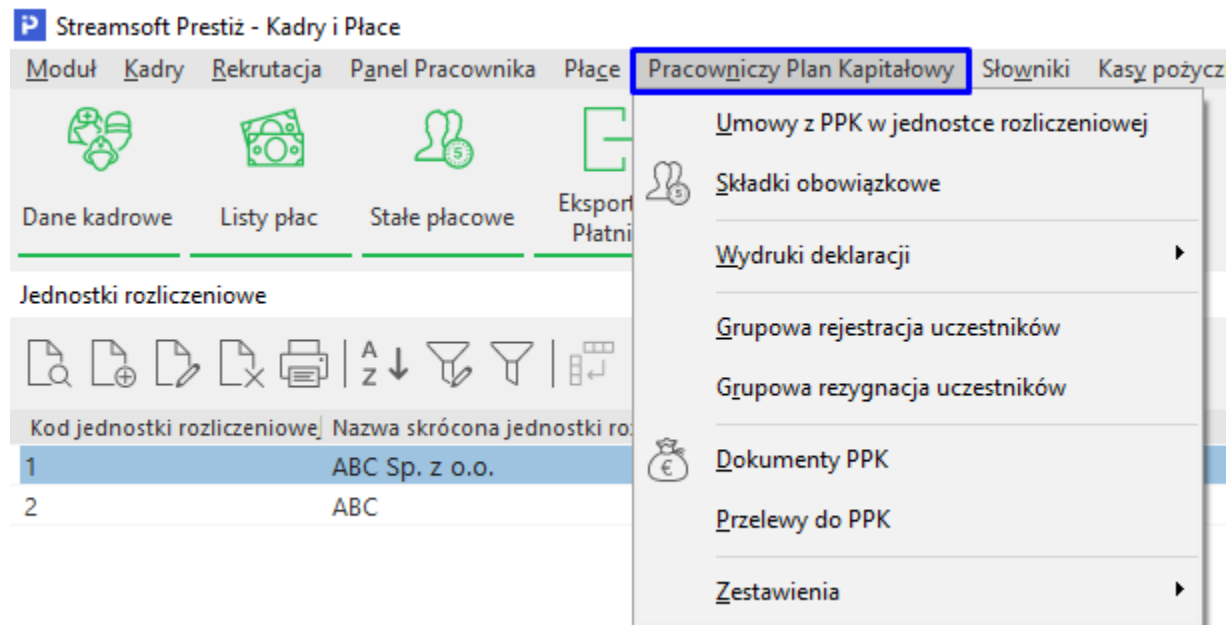 Streamsoft Prestiż - Kadry i Płace
Moduł Kadry Rekrutacja Panel Pracownika Płace Pracowniczy Plan Kapitałowy Słowniki Kasy pożycz
Dane kadrowe
Listy płac
Stałe płacowe
Eksport
Płatni
Umowy z PPK w jednostce rozliczeniowej
Składki obowiązkowe
Wydruki deklaracji
Grupowa rejestracja uczestników
Grupowa rezygnacja uczestników
Dokumenty PPK
Przelewy do PPK
Zestawienia
Jednostki rozliczeniowe
Kod jednostki rozliczeniowej Nazwa skrócona jednostki ro
1 ABC Sp. z o.o.
2 ABC